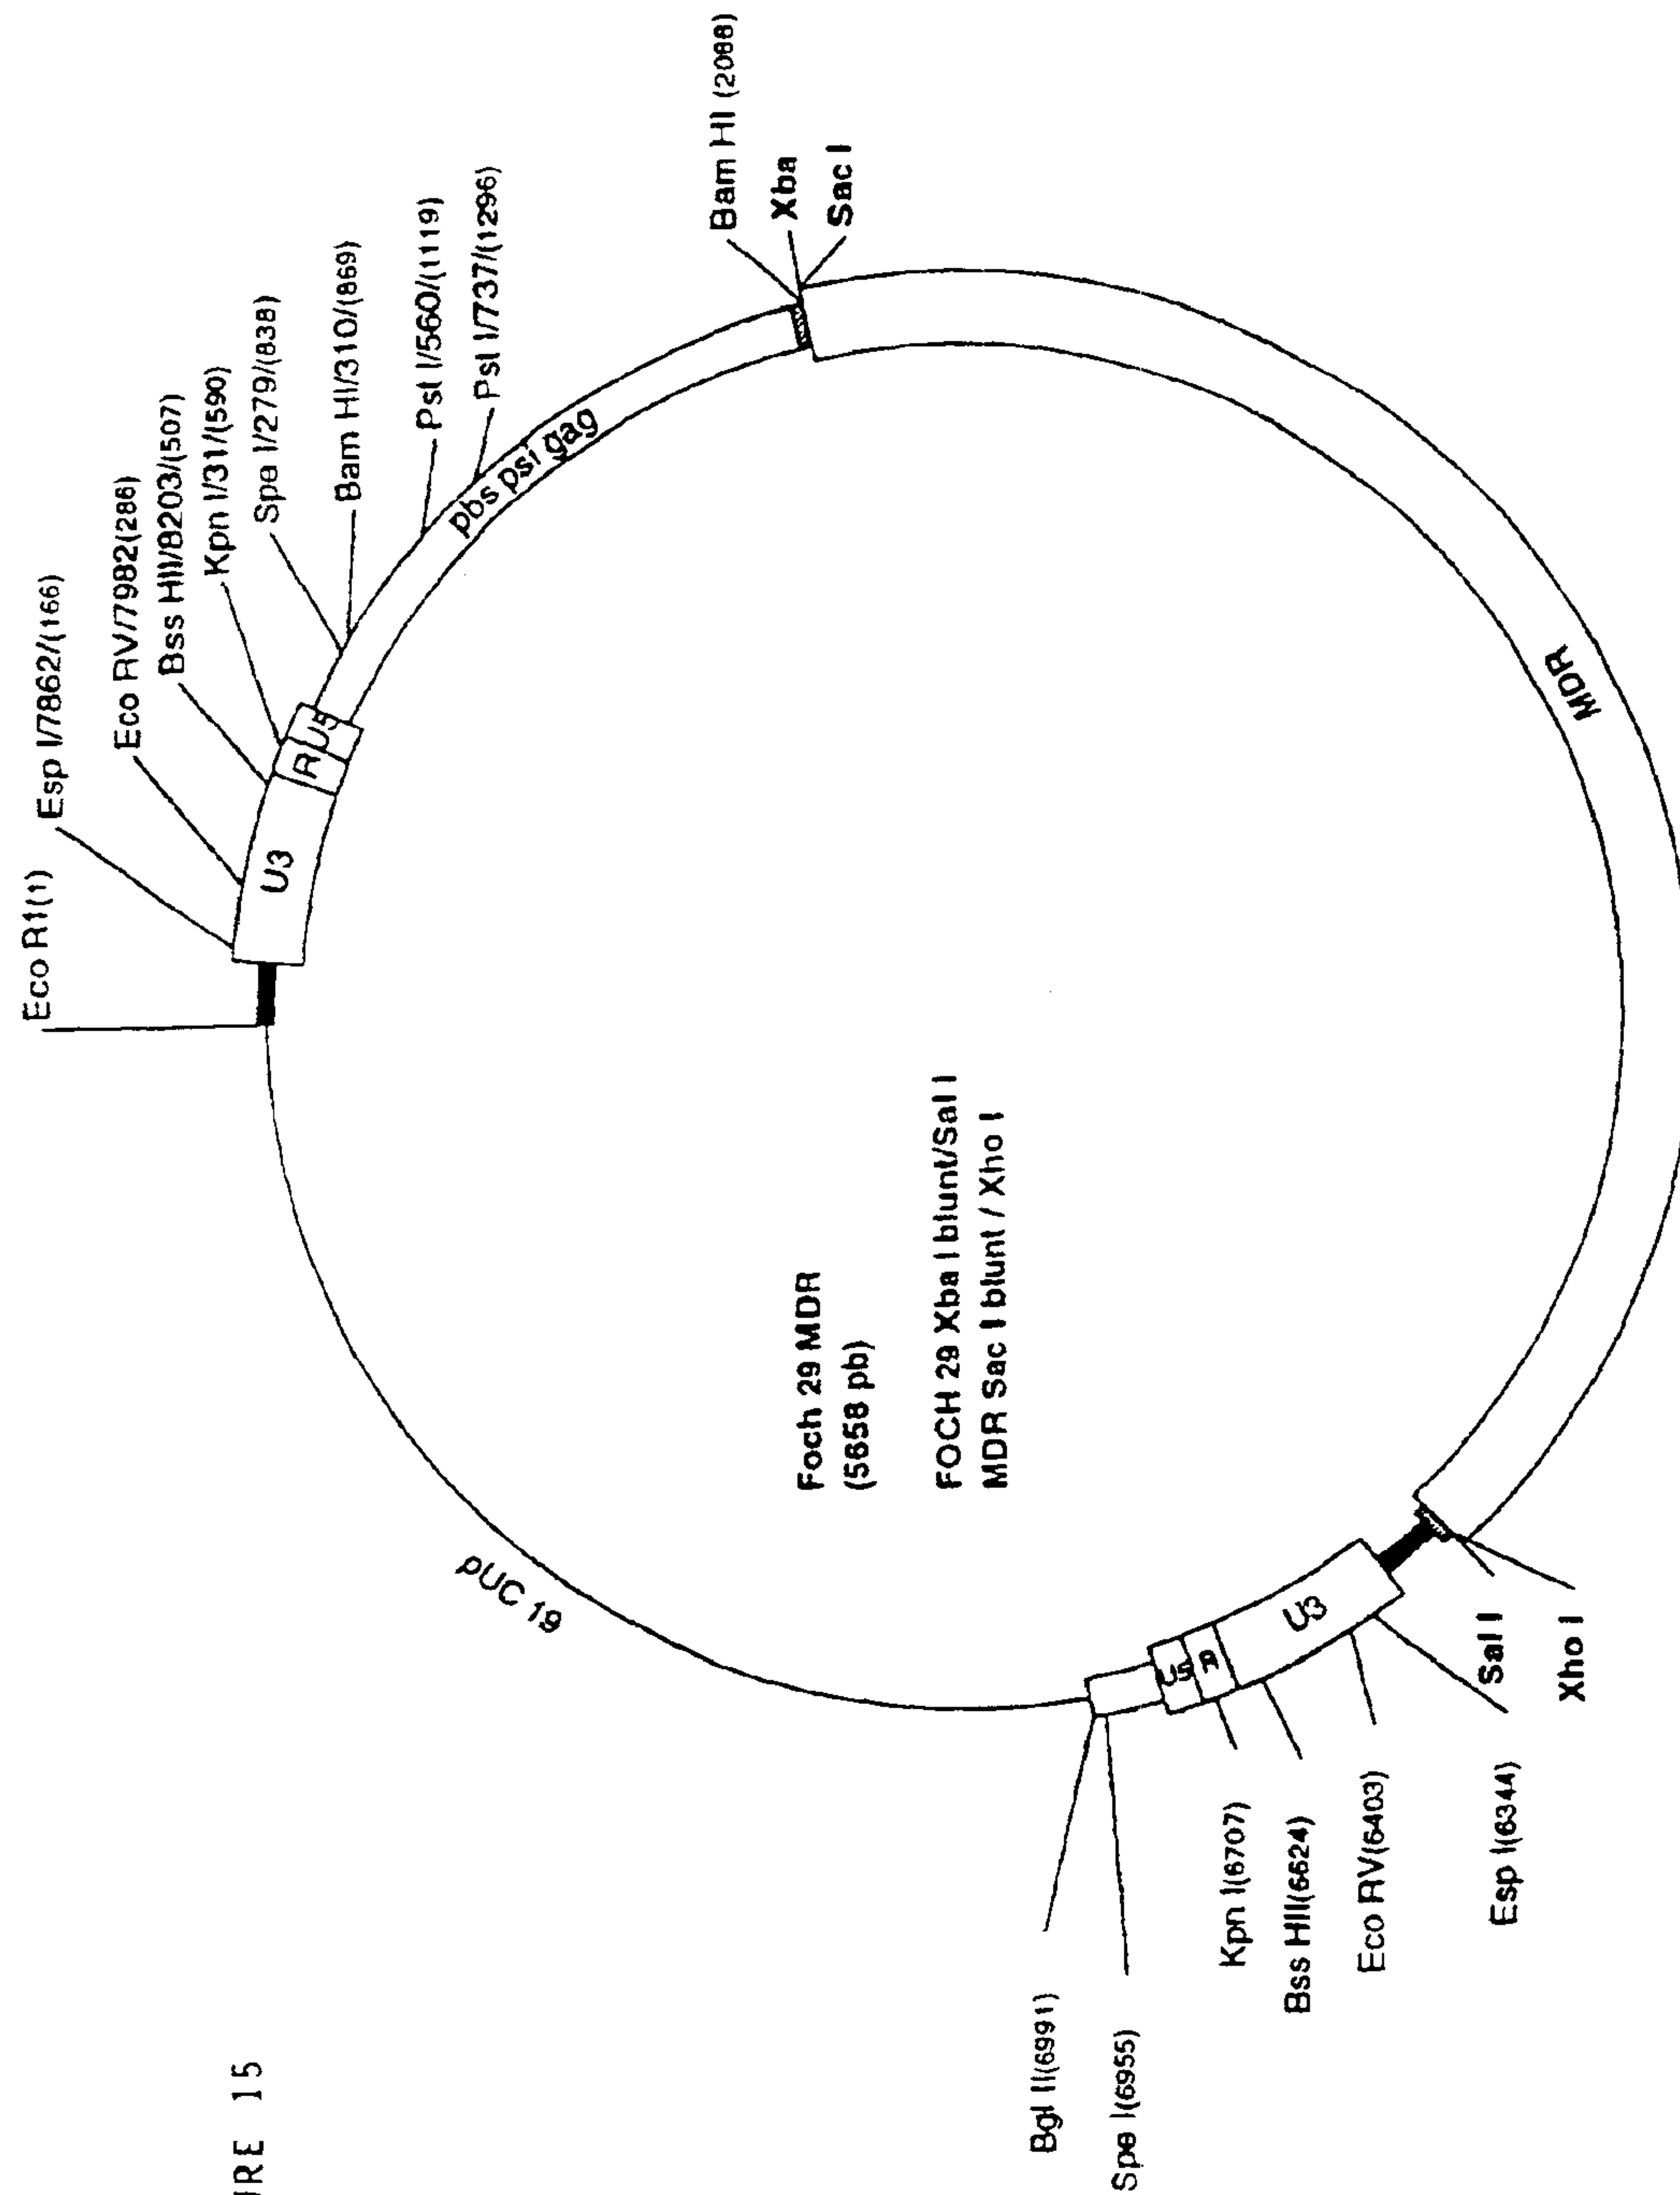 URE 15
Eco R1(1)
Esp I/7862/(166)
Eco RV/7982(286)
Bss HII/8203/(507)
Kpn I/31/(590)
Spe I/279/(838)
Bam HI/310/(869)
Pst I/560/(1119)
Pst I/737/(1296)
Bam HI (2088)
Xba
Sac I
U3
R
U5
pbs psi gag
MDR
pUC 19
Foch 29 MDR
(5658 pb)
FOCH 29 Xba I blunt/Sal I
MDR Sac I blunt / Xho I
U5
R
U3
Bgl II(6991)
Spe I(6955)
Kpn I(6707)
Bss HII(6624)
Eco RV(6403)
Esp I(6344)
Sal I
Xho I